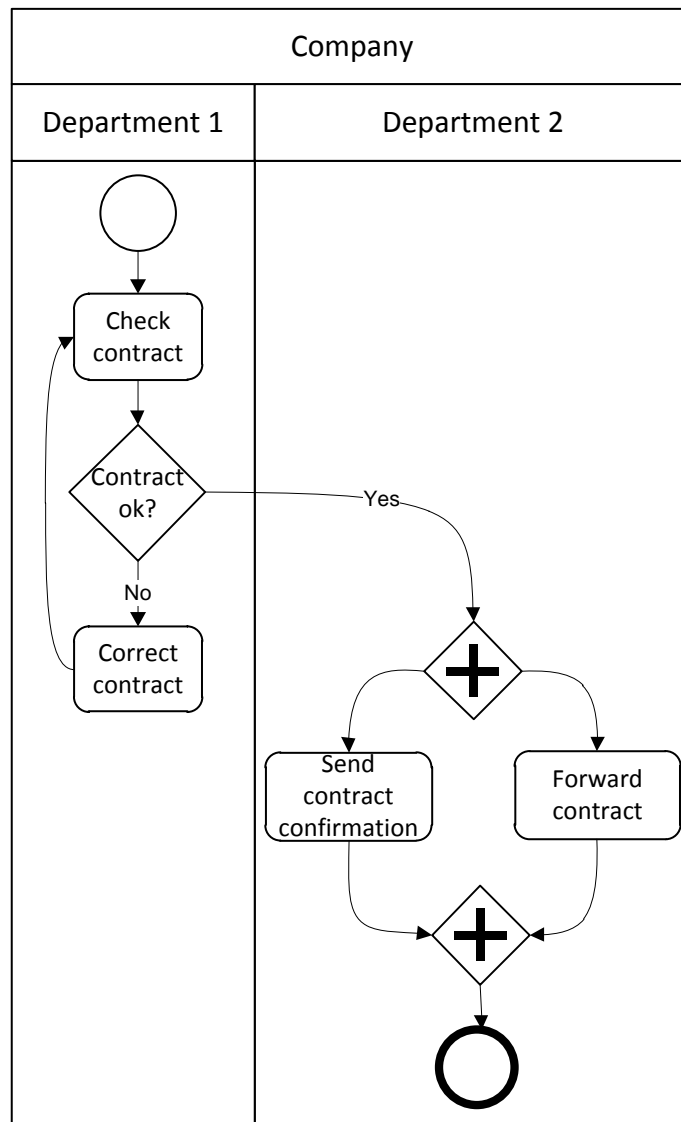 Company
Department 1
Department 2
Check
contract
Contract
ok?
Yes
No
Correct
contract
Send
contract
confirmation
Forward
contract